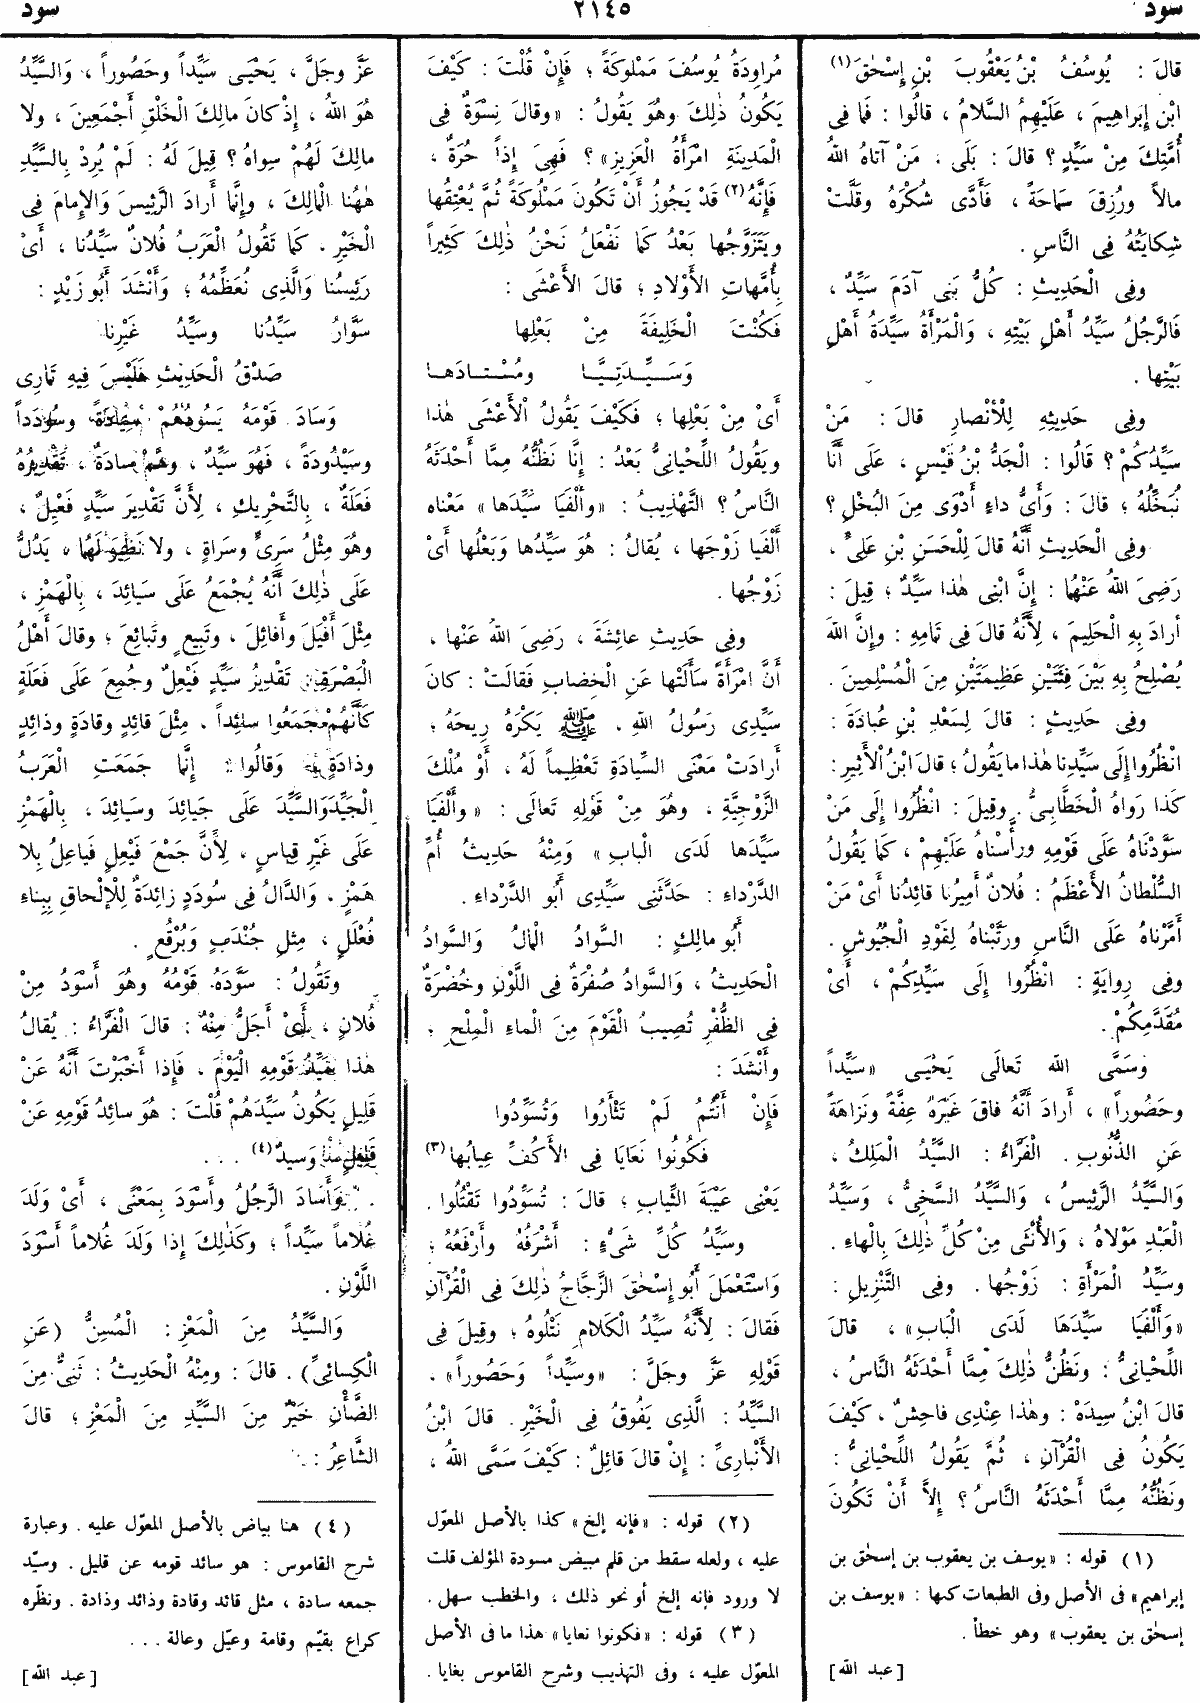 سود
٢١٤٥
سود
قالَ : يُوسُفُ بْنُ يَعْقُوبَ بْنِ إِسْحٰقَ(١)
ابْنِ إِبَراهِيمَ ، عَلَيْهِمُ السَّلامُ ، قالُوا : فَما فِى
أُمَّتِكَ مِنْ سَيِّدٍ ؟ قالَ : بَلَى ، مَنْ آتاهُ اللهُ
مالاً ورُزِقَ سَماحَةً ، فَأَدَّى شُكْرَهُ وقَلَّتْ
شِكايَتُهُ فِى النَّاسِ .
وفِى الْحَدِيثِ : كُلُّ بَنِى آدَمَ سَيِّدٌ ،
فَالرَّجُلُ سَيِّدُ أَهْلِ بَيْتِهِ ، وَالْمَرْأَةُ سَيِّدَةُ أَهْلِ
بَيْتِها .
وفِى حَدِيثِهِ لِلْأَنْصارِ قالَ : مَنْ
سَيِّدُكُمْ ؟ قَالُوا : الْجَدُّ بْنُ قَيْسٍ ، عَلَى أَنَّا
نُبَخِّلُهُ ؛ قالَ : وَأَىُّ داءٍ أَدْوَى مِنَ الْبُخْلِ ؟
وفِى الْحَدِيثِ أَنَّهُ قالَ لِلْحَسَنِ بْنِ عَلِىٍّ ،
رَضِىَ اللهُ عَنْهُما : إِنَّ ابْنِى هٰذا سَيِّدٌ ؛ قِيلَ :
أَرادَ بِهِ الْحَلِيمَ ، لِأَنَّهُ قالَ فِى تَمامِهِ : وإِنَّ اللهَ
يُصْلِحُ بِهِ بَيْنَ فِئَتَيْنِ عَظِيمَتَيْنِ مِنَ الْمُسْلِمِينَ .
وفِى حَدِيثٍ : قالَ لِسَعْدِ بْنِ عُبادَةَ :
انْظُرُوا إِلَى سَيِّدِنا هٰذا ما يَقُولُ ؛ قالَ ابْنُ الْأَثِيرِ :
كَذا رَواهُ الْخَطَّابِىُّ . وقِيلَ : انْظُرُوا إِلَى مَنْ
سَوَّدْناهُ عَلَى قَوْمِهِ ورأَّسْناهُ عَلَيْهِمْ ، كَما يَقُولُ
السُّلْطانُ الأَعْظَمُ : فُلانٌ أَمِيرُنا قائِدُنا أَىْ مَنْ
أَمَّرْناهُ عَلَى النَّاسِ ورَتَّبْناهُ لِقَوْدِ الْجُيُوشِ .
وفِى رِوايَةٍ : انْظُرُوا إِلَى سَيِّدِكُمْ ، أَىْ
مُقَدَّمِكُمْ .
وَسَمَّى الله تَعالَى يَحْيَـى «سَيِّداً
وحَصُوراً» ، أَرادَ أَنَّهُ فاقَ غَيْرَهُ عِفَّةً ونَزاهَةً
عَنِ الذُّنُوبِ . الْفَرَّاءُ : السَّيِّدُ الْمَلِكُ ،
وَالسَّيِّدُ الرَّئِيسُ ، وَالسَّيِّدُ السَّخِىُّ ، وَسَيِّدُ
الْعَبْدِ مَوْلاهُ ، وَالأُنْثَى مِنْ كُلِّ ذٰلِكَ بِالْهاءِ .
وسَيِّدُ الْمَرْأَةِ : زَوْجُها . وفِى التَّنْزِيلِ :
«وَأَلْفَيَا سَيِّدَهَا لَدَى الْبَابِ» ، قالَ
اللِّحْيانِىُّ : ونَظُنُّ ذٰلِكَ مِمَّا أَحْدَثَهُ النَّاسُ ،
قالَ ابْنُ سِيدَهْ : وهٰذا عِنْدِى فاحِشٌ ، كَيْفَ
يَكُونُ فِى الْقُرْآنِ ، ثُمَّ يَقُولُ اللِّحْيانِىُّ :
ونَظُنُّهُ مِمَّا أَحْدَثَهُ النَّاسُ ؟ إِلاَّ أَنْ تَكُونَ
(١) قوله : «يوسف بن يعقوب بن إسحٰق بن
إبراهيم» فى الأصل وفى الطبعات كلها : «يوسف بن
إسحٰق بن يعقوب» وهو خطأ .
[عبد الله]
مُراوِدَةُ يُوسُفَ مَمْلُوكَةً ؛ فَإِنْ قُلْتَ : كَيْفَ
يَكُونُ ذٰلِكَ وهُوَ يَقُولُ : «وقالَ نِسْوَةٌ فِى
الْمَدِينَةِ امْرَأَةُ الْعَزِيزِ» ؟ فَهِىَ إِذاً حُرَةٌ ،
فَإِنَّهُ(٢) قَدْ يَجُوزُ أَنْ تَكُونَ مَمْلُوكَةً ثُمَّ يُعْتِقُها
ويَتَزَوَّجُها بَعْدُ كَما نَفْعَلُ نَحْنُ ذٰلِكَ كَثِيراً
بِأُمَّهاتِ الأَوْلادِ ؛ قالَ الأَعْشَى :
فَكُنْتَ الْخَلِيفَةَ مِنْ بَعْلِها
وَسَـيِّـدَتِـيَّـا ومُسْـتـادَهـا
أَىْ مِنْ بَعْلِها ؛ فَكَيْفَ يَقُولُ الْأَعْشَى هٰذا
ويَقُولُ اللِّحْيانِىُّ بَعْدُ : إِنَّا نَظُنُّهُ مِمَّا أَحْدَثَهُ
النَّاسُ ؟ التَّهْذِيبُ : «وأَلْفَيَا سَيِّدَها» مَعْناه
أَلْفَيا زَوْجَها ، يُقالُ : هُوَ سَيِّدُها وَبَعْلُها أَىْ
زَوْجُها .
وفِى حَدِيثِ عائِشَةَ ، رَضِىَ اللهُ عَنْها ،
أَنَّ امْرَأَةً سَأَلَتْها عَنِ الْخِضابِ فَقالَتْ : كانَ
سَيِّدِى رَسُولُ اللهِ ، ﷺ يَكْرَهُ رِيحَهُ ؛
أَرادَتْ مَعْنَى السِّيادَةِ تَعْظِيماً لَهُ ، أَوْ مُلْكَ
الزَّوْجِيَّةِ ، وهُوَ مِنْ قَوْلِهِ تَعالَى : «وأَلْفَيَا
سَيِّدَها لَدَى الْبابِ» وَمِنْهُ حَدِيثُ أُمِّ
الدَّرْداءِ : حَدَّثَنِى سَيِّدِى أَبُو الدَّرْداءِ .
أَبُو مالِكٍ : السَّوادُ الْمالُ وَالسَّوادُ
الْحَدِيثُ ، وَالسَّوادُ صُفْرَةٌ فِى اللَّوْنِ وخُضْرَةٌ
فِى الظُّفْرِ تُصِيبُ الْقَوْمَ مِنَ الْماءِ الْمِلْحِ ؛
وأَنْشَدَ :
فَإِنْ أَنْتُمُ لَمْ تَثْأَرُوا وَتُسَوِّدُوا
فَكُونُوا نَعَايَا فِى الأَكُفِّ عِيابُها(٣)
يَعْنِى عَيْبَةَ الثِّيابِ ؛ قالَ : تُسَوِّدُوا تَقْتُلُوا .
وسَيِّدُ كُلِّ شَىْءٍ : أَشْرَفُهُ وأَرْفَعُهُ ؛
وَاسْتَعْمَلَ أَبُو إِسْحٰقَ الزَّجَّاجُ ذٰلِكَ فِى الْقُرْآنِ
فَقالَ : لِأَنَّهُ سَيِّدُ الْكَلامِ نَتْلُوهُ ؛ وقِيلَ فِى
قَوْلِهِ عَزَّ وجَلَّ : «وسَيِّداً وَحَصُوراً» ،
السَّيِّدُ : الَّذِى يَفُوقُ فِى الْخَيْرِ . قالَ ابْنُ
الأَنْبارِىِّ : إِنْ قالَ قائِلٌ : كَيْفَ سَمَّى اللهُ ،
(٢) قوله : «فإنه إلخ» كذا بالأصل المعوّل
عليه ، ولعله سقط من قلم مبيض مسودة المؤلف قلت
لا ورود فإنه إلخ أو نحو ذلك ، والخطب سهل .
(٣) قوله : «فكونوا نعايا» هذا ما فى الأصل
المعوّل عليه ، وفى التهذيب وشرح القاموس بغايا .
عَزَّ وجَلَّ ، يَحْيَـى سَيِّداً وحَصُوراً ، وَالسَّيِّدُ
هُوَ اللهُ ، إِذْ كانَ مالِكَ الْخَلْقِ أَجْمَعِينَ ، ولا
مالِكَ لَهُمْ سِواهُ ؟ قِيلَ لَهُ : لَمْ يُرِدْ بِالسَّيِّدِ
هٰهُنا الْمالِكَ ، وإِنَّما أَرادَ الرَّئِيسَ وَالإِمامَ فِى
الْخَيْرِ . كَما تَقُولُ الْعَرَبُ فُلانٌ سَيِّدُنا ، أَىْ
رَئِيسُنا وَالَّذِى نُعَظِّمُهُ ؛ وَأَنْشَدَ أَبُو زَيْدٍ :
سَوَّارُ سَيِّدُنا وسَيِّدُ غَيْرِنا
صَدْقُ الْحَدِيثِ فَلَيْسَ فِيهِ تَمارِى
وَسَادَ قَوْمَهُ يَسُودُهُمْ سِيادَةً وسُودَداً
وسَيْدُودَةً ، فَهُوَ سَيِّدٌ ، وهُمْ سادَةٌ ، تَقْدِيرُهُ
فَعَلَةٌ ، بِالتَّحْرِيكِ ، لِأَنَّ تَقْدِيرَ سَيِّدٍ فَعْيِلٌ ،
وهُوَ مِثْلُ سَرِىٍّ وسَراةٍ ، ولا نَظِيرَ لَهُا ، يَدُلُّ
عَلَى ذٰلِكَ أَنَّهُ يُجْمَعُ عَلَى سَيائِدَ ، بِالْهَمْزِ ،
مِثْلَ أَفْيَلَ وأَفائِلَ ، وتَبِيعٍ وتَبائِعَ ؛ وقالَ أَهْلُ
الْبَصْرَةِ تَقْدِيرُ سَيِّدٍ فَيْعِلٌ وجُمِعَ عَلَى فَعَلَةٍ
كَأَنَّهُمْ جَمَعُوا سائِداً ، مِثْلَ قائِدٍ وقادَةٍ وذائِدٍ
وذادَةٍ ؛ وَقالُوا : إِنَّما جَمَعَتِ الْعَرَبُ
الْجَيِّدَ وَالسَّيِّدَ عَلَى جَيائِدَ وسَيائِدَ ، بِالْهَمْزِ
عَلَى غَيْرِ قِياسٍ ، لِأَنَّ جَمْعَ فَيْعِلٍ فَياعِلُ بِلا
هَمْزٍ ، وَالدَّالُ فِى سُودَدٍ زائِدَةٌ لِلْإِلْحاقِ بِبِناءِ
فُعْلَلٍ ، مِثلِ جُنْدَبٍ وَبُرْقَعٍ .
وتَقُولُ : سَوَّدَهُ قَوْمُهُ وهُوَ أَسْوَدُ مِنْ
فُلانٍ ، أَىْ أَجَلُّ مِنْهُ : قالَ الْفَرَّاءُ : يُقالُ
هٰذا سَيِّدُ قَوْمِهِ الْيَوْمَ ، فَإِذا أَخْبَرْتَ أَنَّهُ عَنْ
قَلِيلٍ يَكُونُ سَيِّدَهُمْ قُلْتَ : هُوَ سائِدُ قَوْمِهِ عَنْ
قَلِيلٍ وَسيدٌ(٤) . . .
. وَأَسادَ الرَّجُلُ وأَسْوَدَ بِمَعْنًى ، أَىْ وَلَدَ
غُلاماً سَيِّداً ؛ وكَذٰلِكَ إِذا وَلَدَ غُلاماً أَسْوَدَ
اللَّوْنِ .
وَالسَّيِّدُ مِنَ الْمَعْزِ : الْمُسِنُّ (عَنِ
الْكِسائِىِّ) . قالَ : ومِنْهُ الْحَدِيثُ : ثَنِىٌّ مِنَ
الضَّأْنِ خَيْرٌ مِنَ السَّيِّدِ مِنَ الْمَعْزِ ؛ قالَ
الشَّاعِرُ :
(٤) هنا بياض بالأصل المعوّل عليه . وعبارة
شرح القاموس : هو سائد قومه عن قليل . وسيّد
جمعه سادة ، مثل قائد وقادة وذائد وذادة . ونظّره
كراع بقيّم وقامة وعيّل وعالة . . .
[عبد الله]